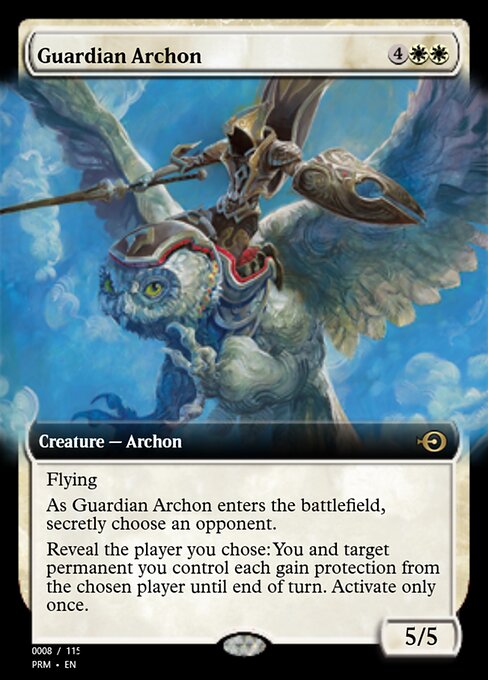 Guardian Archon 4
Creature — Archon
Flying
As Guardian Archon enters the battlefield,
secretly choose an opponent.
Reveal the player you chose: You and target
permanent you control each gain protection from
the chosen player until end of turn. Activate only
once.
5/5
0008 / 115
PRM • EN